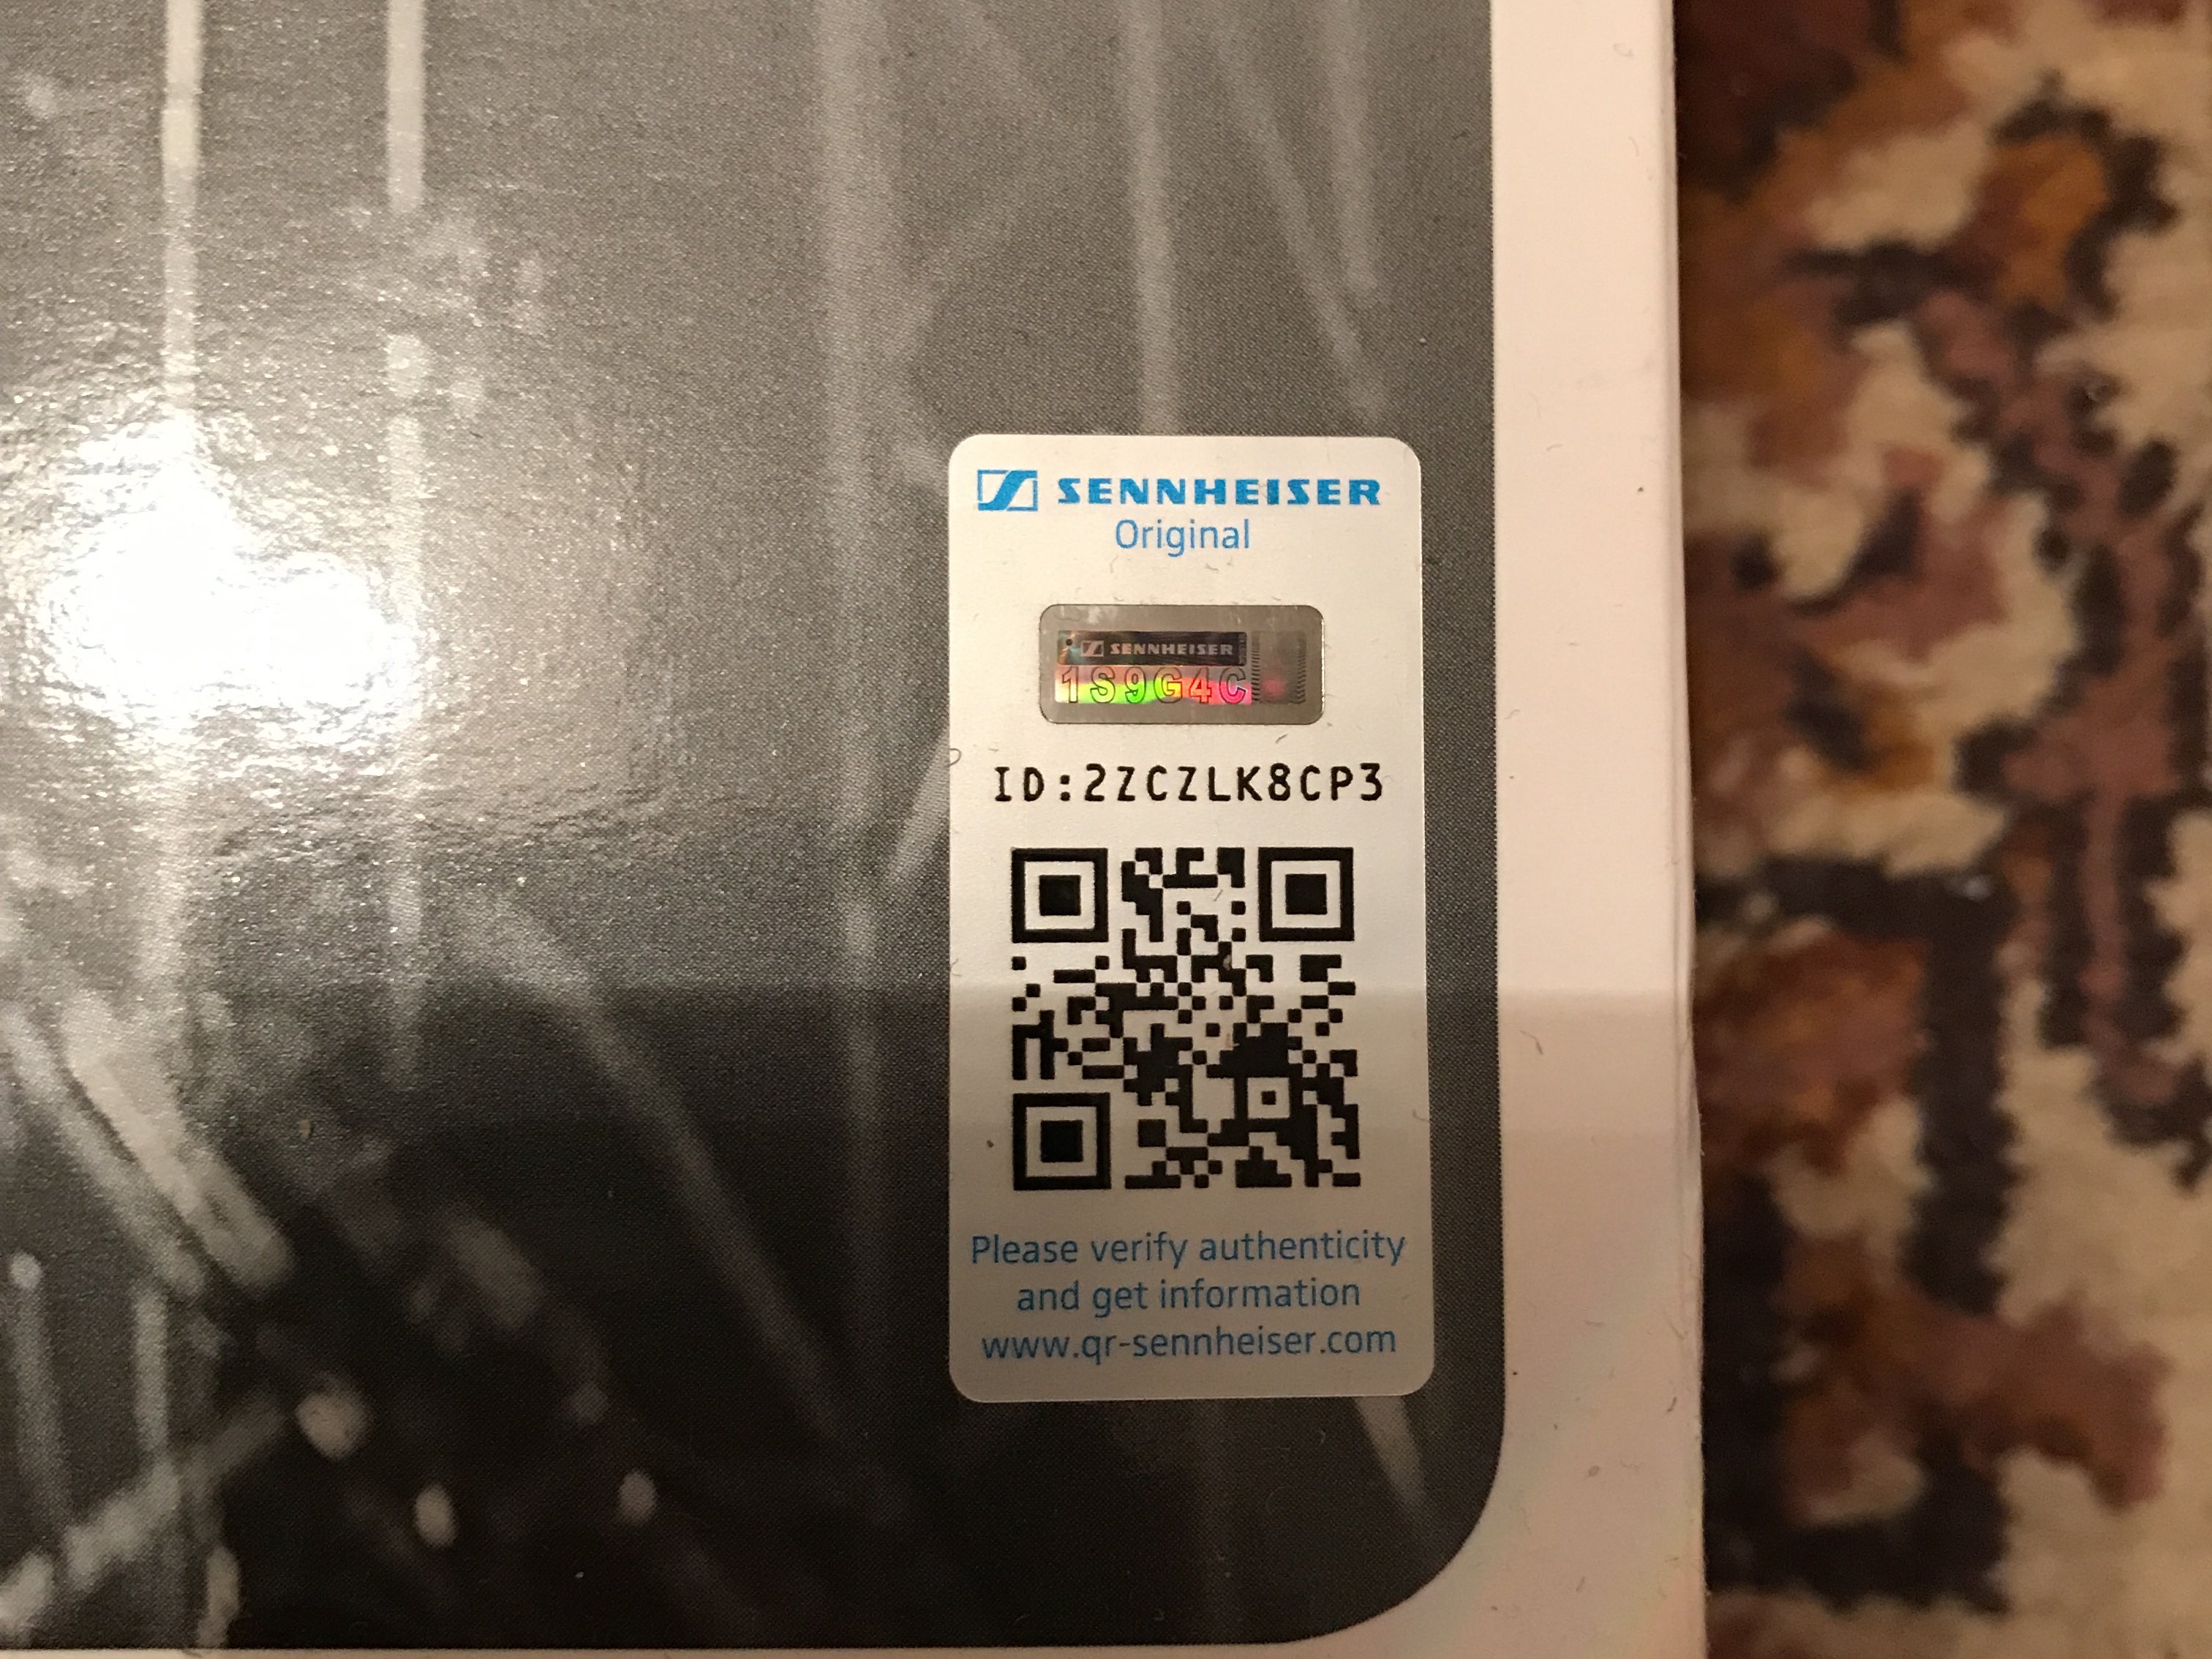 SENNHEISER
Original
SENNHEISER
1S9G4C
ID:2ZCZLK8CP3
Please verify authenticity
and get information
www.qr-sennheiser.com